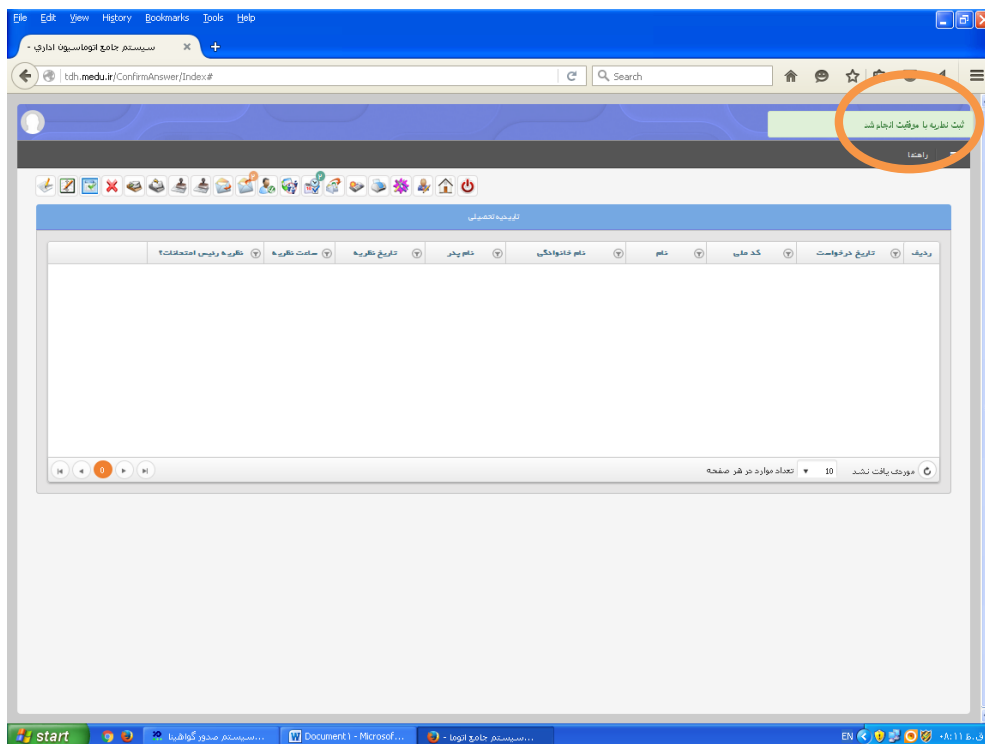 File Edit View History Bookmarks Tools Help
سیستم جامع اتوماسیون اداری -
tdh.medu.ir/ConfirmAnswer/Index#
Search
ثبت نظریه با موفقیت انجام شد
راهنما
تاییدیه تحصیلی
ردیف تاریخ درخواست کد ملی نام نام خانوادگی نام پدر تاریخ نظریه ساعت نظریه نظریه رئیس امتحانات؟
موردی یافت نشد 10 تعداد موارد در هر صفحه 0
start
سیستم صدور گواهینا...
Document1 - Microsof...
سیستم جامع اتوما...
EN ۰۸:۱۱ ق.ظ